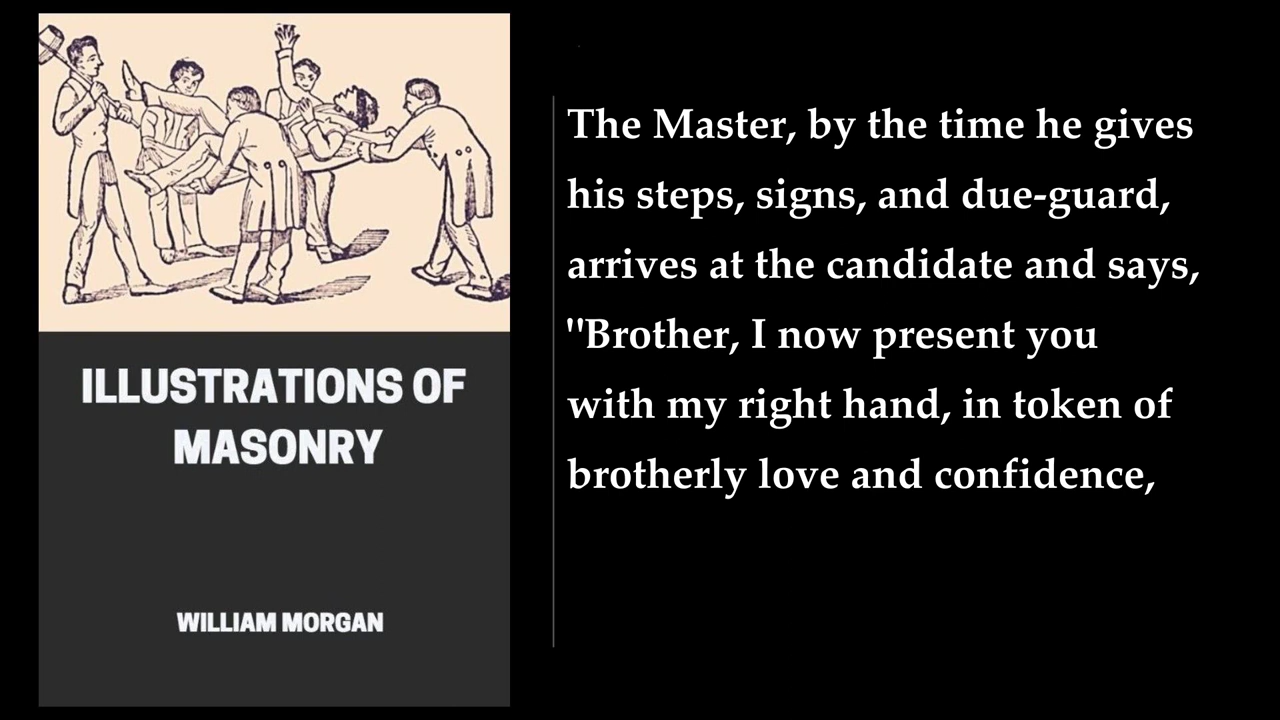 ILLUSTRATIONS OF
MASONRY
WILLIAM MORGAN
The Master, by the time he gives
his steps, signs, and due-guard,
arrives at the candidate and says,
"Brother, I now present you
with my right hand, in token of
brotherly love and confidence,